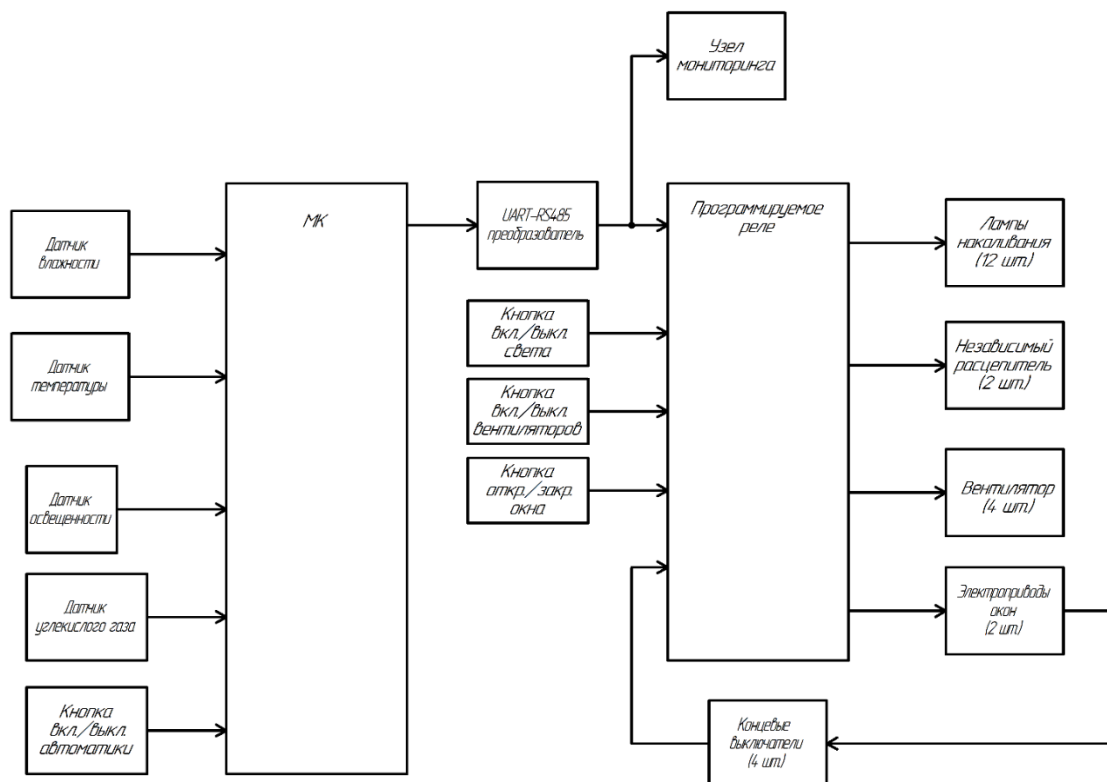 Узел
мониторинга
МК
UART-RS485
преобразователь
Программируемое
реле
Датчик
влажности
Датчик
температуры
Датчик
освещенности
Датчик
углекислого газа
Кнопка
вкл./выкл.
автоматики
Кнопка
вкл./выкл.
света
Кнопка
вкл./выкл.
вентиляторов
Кнопка
откр./закр.
окна
Лампы
накаливания
(12 шт.)
Независимый
расцепитель
(2 шт.)
Вентилятор
(4 шт.)
Электроприводы
окон
(2 шт.)
Концевые
выключатели
(4 шт.)